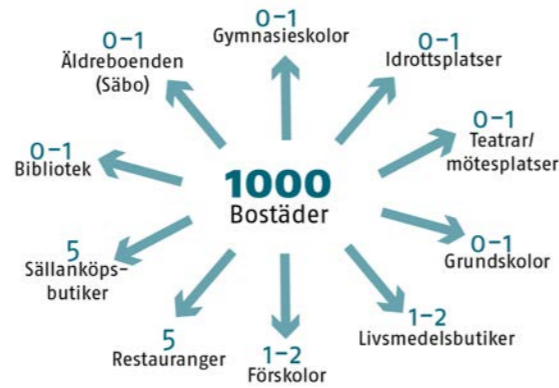 0–1
Gymnasieskolor
0–1
Idrottsplatser
0–1
Teatrar/
mötesplatser
0–1
Grundskolor
1–2
Livsmedelsbutiker
1–2
Förskolor
5
Restauranger
5
Sällanköps-
butiker
0–1
Bibliotek
0–1
Äldreboenden
(Säbo)
1000
Bostäder